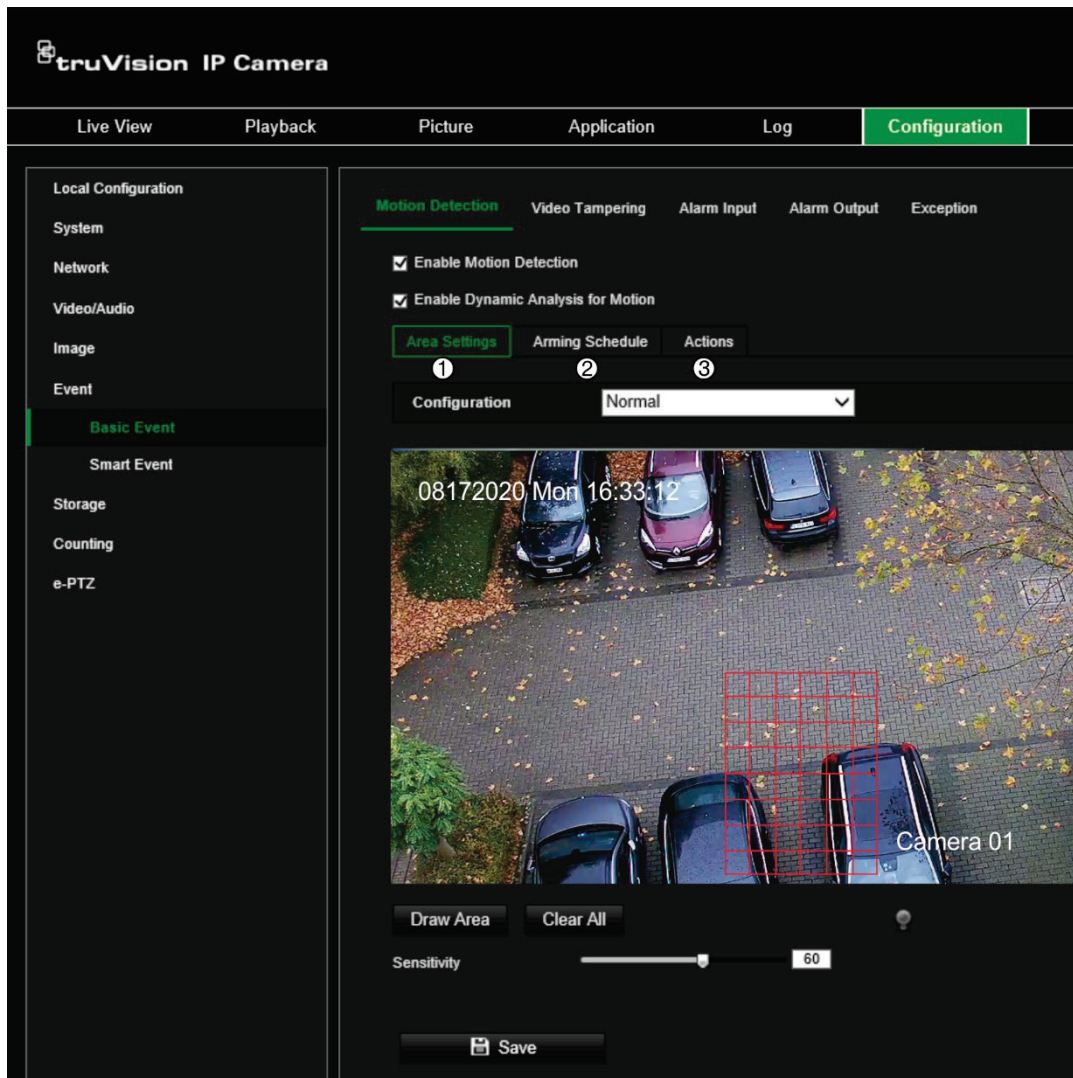 truVision IP Camera
Live View Playback Picture Application Log Configuration
Local Configuration
System
Network
Video/Audio
Image
Event
Basic Event
Smart Event
Storage
Counting
e-PTZ
Motion Detection Video Tampering Alarm Input Alarm Output Exception
Enable Motion Detection
Enable Dynamic Analysis for Motion
Area Settings Arming Schedule Actions
① ② ③
Configuration Normal
08172020 Mon 16:33:12
Camera 01
Draw Area Clear All
Sensitivity 60
Save